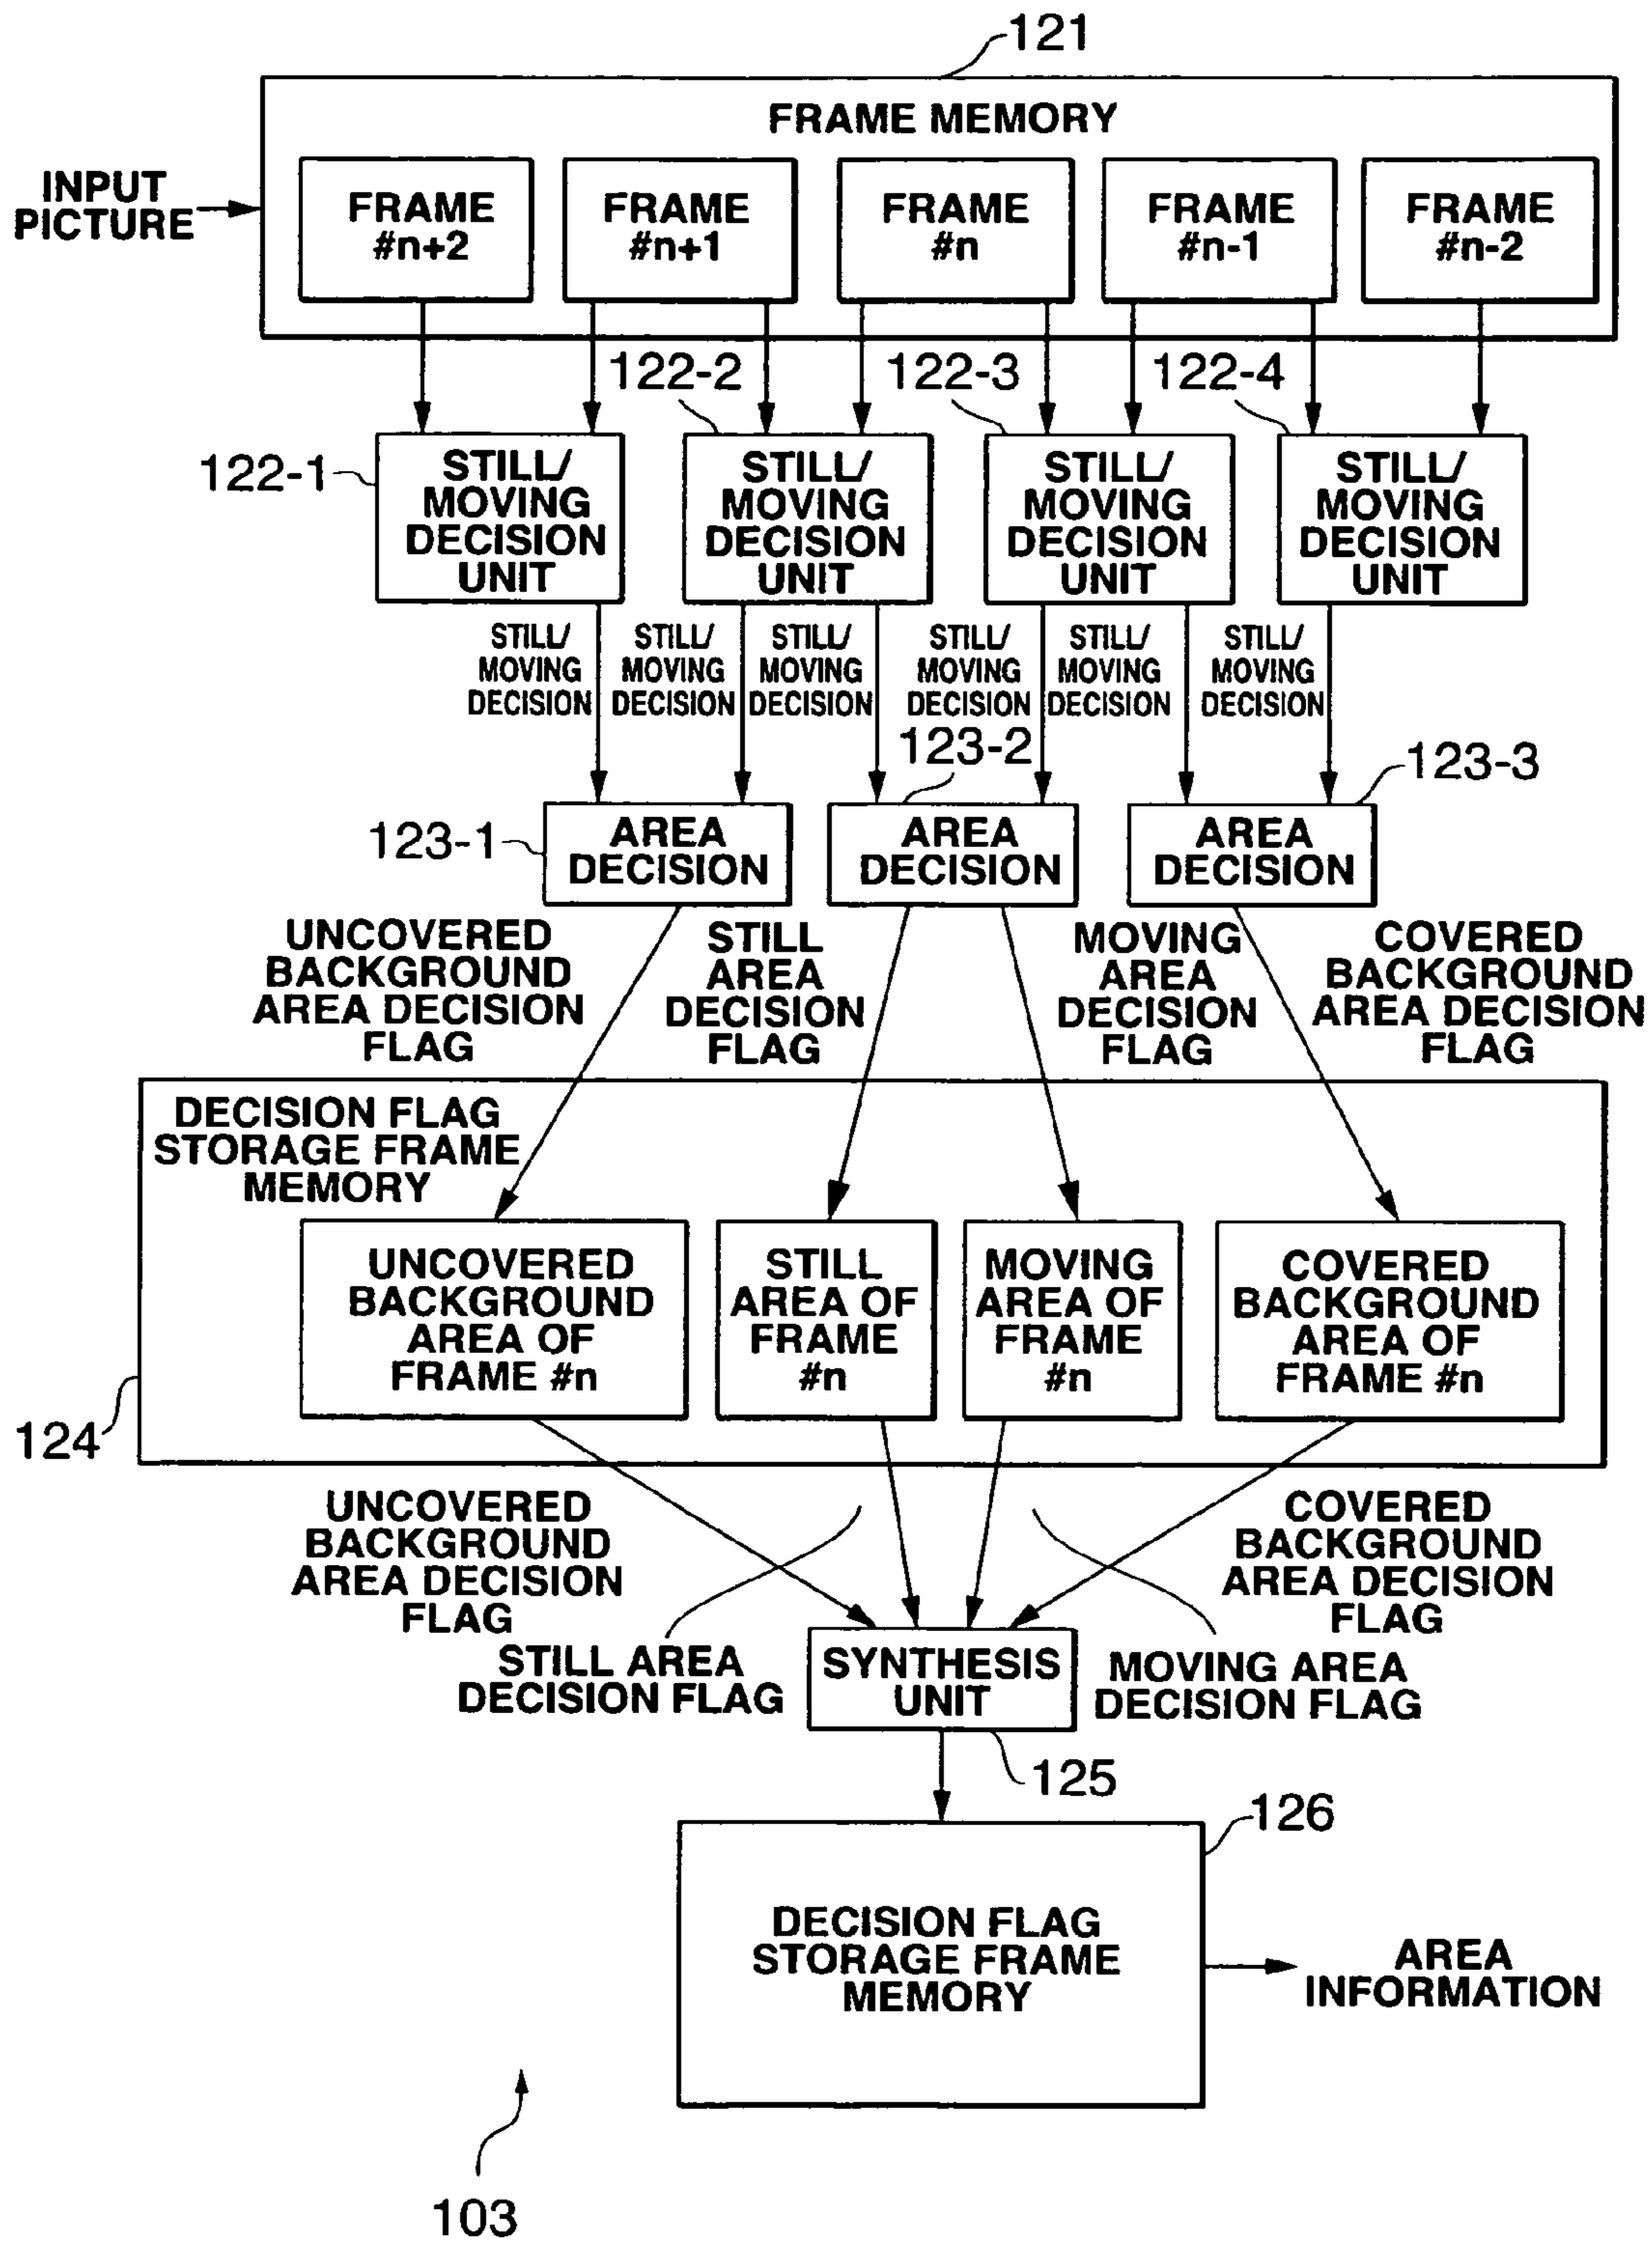 121
FRAME MEMORY
INPUT
PICTURE
FRAME
#n+2
FRAME
#n+1
FRAME
#n
FRAME
#n-1
FRAME
#n-2
122-2
122-3
122-4
122-1
STILL/
MOVING
DECISION
UNIT
STILL/
MOVING
DECISION
UNIT
STILL/
MOVING
DECISION
UNIT
STILL/
MOVING
DECISION
UNIT
STILL/
MOVING
DECISION
STILL/
MOVING
DECISION
STILL/
MOVING
DECISION
STILL/
MOVING
DECISION
STILL/
MOVING
DECISION
STILL/
MOVING
DECISION
123-2
123-3
123-1
AREA
DECISION
AREA
DECISION
AREA
DECISION
UNCOVERED
BACKGROUND
AREA DECISION
FLAG
STILL
AREA
DECISION
FLAG
MOVING
AREA
DECISION
FLAG
COVERED
BACKGROUND
AREA DECISION
FLAG
DECISION FLAG
STORAGE FRAME
MEMORY
UNCOVERED
BACKGROUND
AREA OF
FRAME #n
STILL
AREA OF
FRAME
#n
MOVING
AREA OF
FRAME
#n
COVERED
BACKGROUND
AREA OF
FRAME #n
124
UNCOVERED
BACKGROUND
AREA DECISION
FLAG
COVERED
BACKGROUND
AREA DECISION
FLAG
STILL AREA
DECISION FLAG
SYNTHESIS
UNIT
MOVING AREA
DECISION FLAG
125
126
DECISION FLAG
STORAGE FRAME
MEMORY
AREA
INFORMATION
103